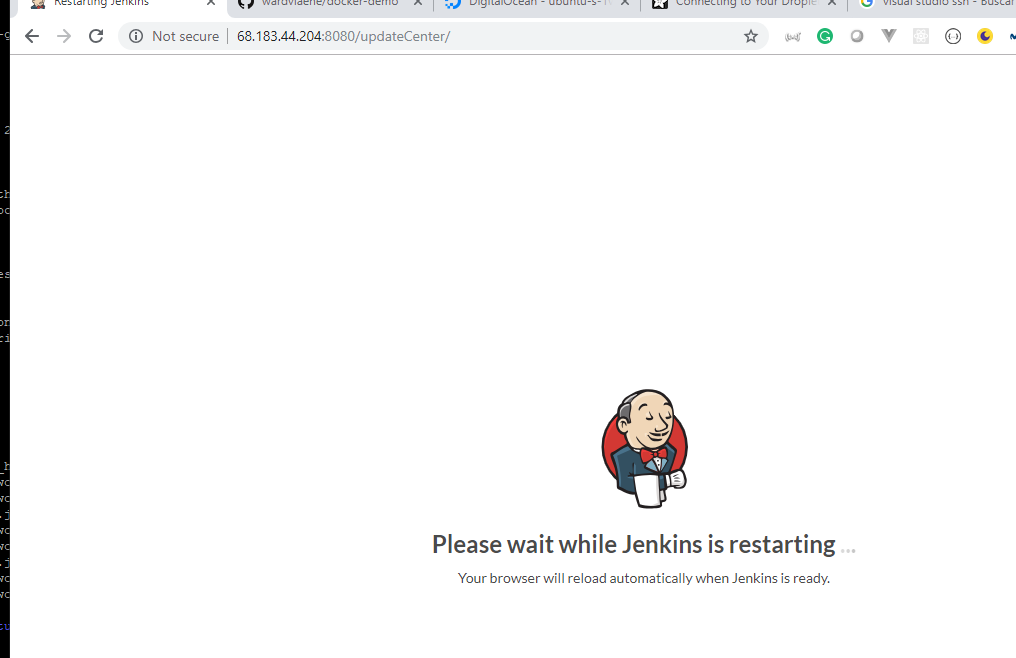 Restarting Jenkins
wardviaene/docker-demo
DigitalOcean - ubuntu-s-1v
Connecting to Your Drople
visual studio ssh - Buscar
Not secure
68.183.44.204:8080/updateCenter/
Please wait while Jenkins is restarting ...
Your browser will reload automatically when Jenkins is ready.